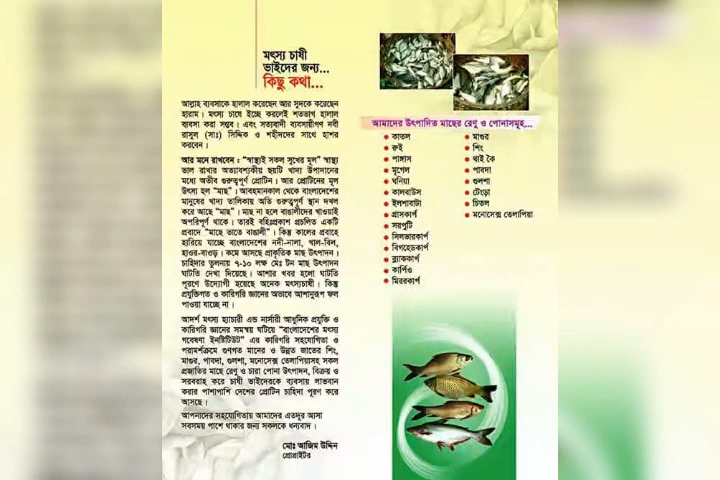 মৎস্য চাষী
ভাইদের জন্য...
কিছু কথা...
আল্লাহ ব্যবসাকে হালাল করেছেন আর সুদকে করেছেন
হারাম। মৎস্য চাষে ইচ্ছে করলেই শতভাগ হালাল
ব্যবসা করা সম্ভব। এবং সত্যবাদী ব্যবসায়ীগণ নবী
রাসুল (সাঃ) সিদ্দিক ও শহীদদের সাথে হাশর
করবেন।
আর মনে রাখবেন : “স্বাস্থ্যই সকল সুখের মূল” স্বাস্থ্য
ভাল রাখার অত্যাবশ্যকীয় ছয়টি খাদ্য উপাদানের
মধ্যে অতীব গুরুত্বপূর্ণ প্রোটিন। আর প্রোটিনের মূল
উৎস্য হল “মাছ”। আবহমানকাল থেকে বাংলাদেশের
মানুষের খাদ্য তালিকায় অতি গুরুত্বপূর্ণ স্থান দখল
করে আছে “মাছ”। মাছ না হলে বাঙালীদের খাওয়াই
অপরিপূর্ণ থাকে। তারই বহিঃপ্রকাশ প্রচলিত একটি
প্রবাদে “মাছে ভাতে বাঙালী”। কিন্তু কালের প্রবাহে
হারিয়ে যাচ্ছে বাংলাদেশের নদী-নালা, খাল-বিল,
হাওর-বাওড়। কমে আসছে প্রাকৃতিক মাছ উৎপাদন।
চাহিদার তুলনায় ৭-১০ লক্ষ মেঃ টন মাছ উৎপাদন
ঘাটতি দেখা দিয়েছে। আশার খবর হলো ঘাটতি
পূরণে উদ্যোগী হয়েছে অনেক মৎস্যচাষী। কিন্তু
প্রযুক্তিগত ও কারিগরি জ্ঞানের অভাবে আশানুরূপ ফল
পাওয়া যাচ্ছে না।
আদর্শ মৎস্য হ্যাচারী এন্ড নার্সারী আধুনিক প্রযুক্তি ও
কারিগরি জ্ঞানের সমন্বয় ঘটিয়ে “বাংলাদেশের মৎস্য
গবেষণা ইনষ্টিটিউট” এর কারিগরি সহযোগিতা ও
পরামর্শক্রমে গুণগত মানের ও উন্নত জাতের শিং,
মাগুর, পাবদা, গুলশা, মনোসেক্স তেলাপিয়াসহ সকল
প্রজাতির মাছে রেণু ও চারা পোনা উৎপাদন, বিক্রয় ও
সরবরাহ করে চাষী ভাইদেরকে ব্যবসায় লাভবান
করার পাশাপাশি দেশের প্রোটিন চাহিদা পূরণ করে
আসছে।
আপনাদের সহযোগিতায় আমাদের এতদূর আসা
সবসময় পাশে থাকার জন্য সকলকে ধন্যবাদ।
মোঃ আজিম উদ্দিন
প্রোপ্রাইটর
আমাদের উৎপাদিত মাছের রেণু ও পোনাসমূহ...
কাতল
রুই
পাঙ্গাস
মৃগেল
ঘনিয়া
কালবাউস
ইলশাবাটা
গ্রাসকার্প
সরপুটি
সিলভারকার্প
বিগহেডকার্প
ব্ল্যাককার্প
কার্পিও
মিররকার্প
মাগুর
শিং
থাই কৈ
পাবদা
গুলশা
টেংড়া
চিতল
মনোসেক্স তেলাপিয়া